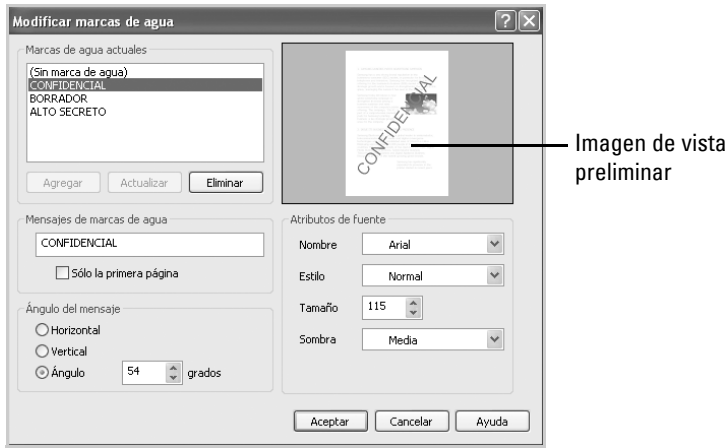 Modificar marcas de agua
Marcas de agua actuales
(Sin marca de agua)
CONFIDENCIAL
BORRADOR
ALTO SECRETO
Agregar
Actualizar
Eliminar
CONFIDENCIAL
Imagen de vista
preliminar
Mensajes de marcas de agua
CONFIDENCIAL
Sólo la primera página
Ángulo del mensaje
Horizontal
Vertical
Ángulo 54 grados
Atributos de fuente
Nombre Arial
Estilo Normal
Tamaño 115
Sombra Media
Aceptar
Cancelar
Ayuda